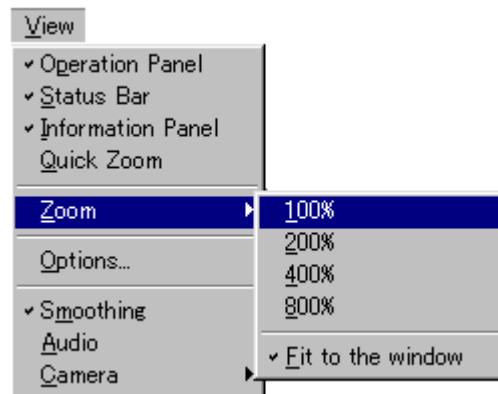 View
Operation Panel
Status Bar
Information Panel
Quick Zoom
Zoom
100%
200%
400%
800%
Fit to the window
Options...
Smoothing
Audio
Camera